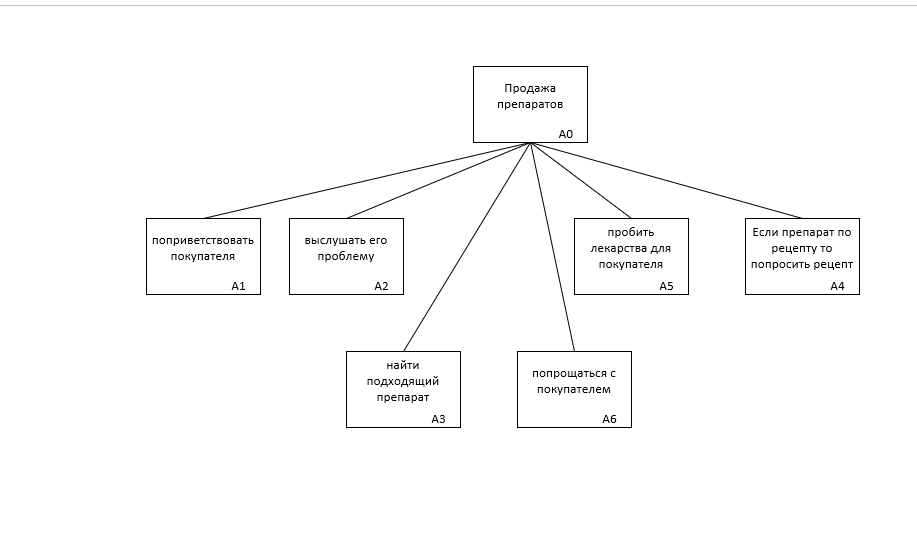 Продажа
препаратов
A0
поприветствовать
покупателя
A1
выслушать его
проблему
A2
пробить
лекарства для
покупателя
A5
Если препарат по
рецепту то
попросить рецепт
A4
найти
подходящий
препарат
A3
попрощаться с
покупателем
A6